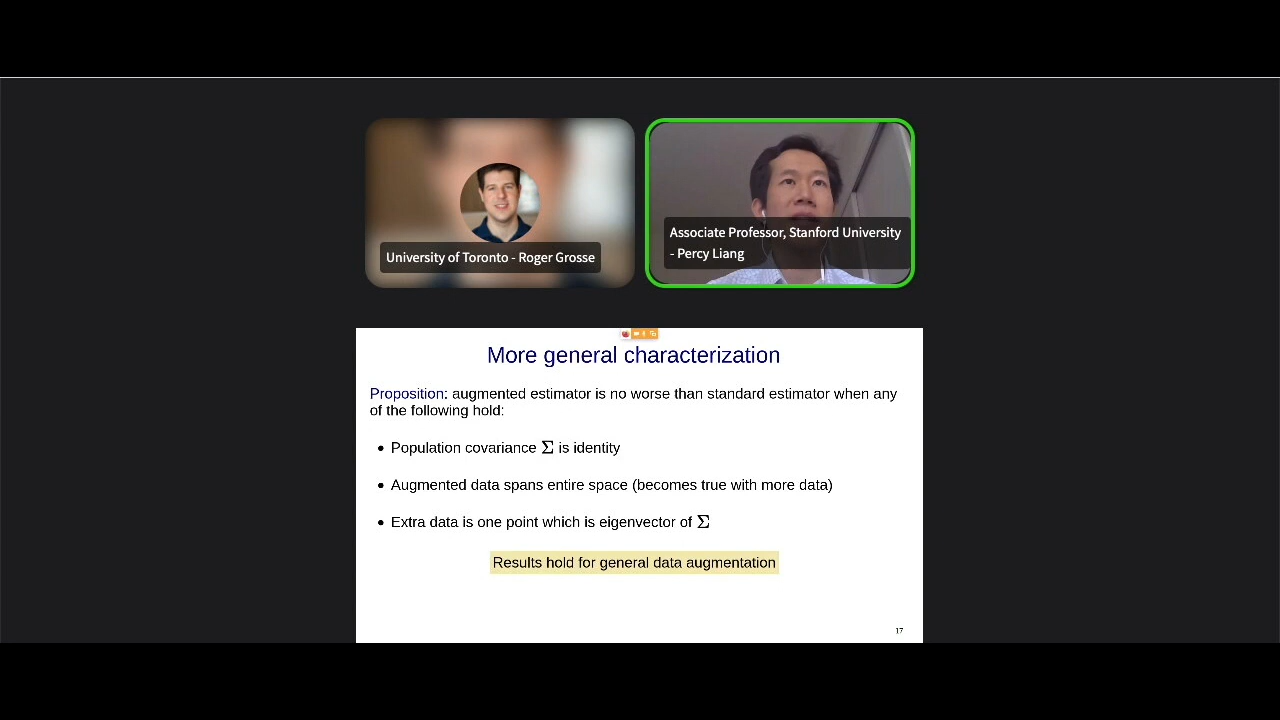 University of Toronto - Roger Grosse
Associate Professor, Stanford University
- Percy Liang
More general characterization
Proposition: augmented estimator is no worse than standard estimator when any
of the following hold:
• Population covariance Σ is identity
• Augmented data spans entire space (becomes true with more data)
• Extra data is one point which is eigenvector of Σ
Results hold for general data augmentation
17